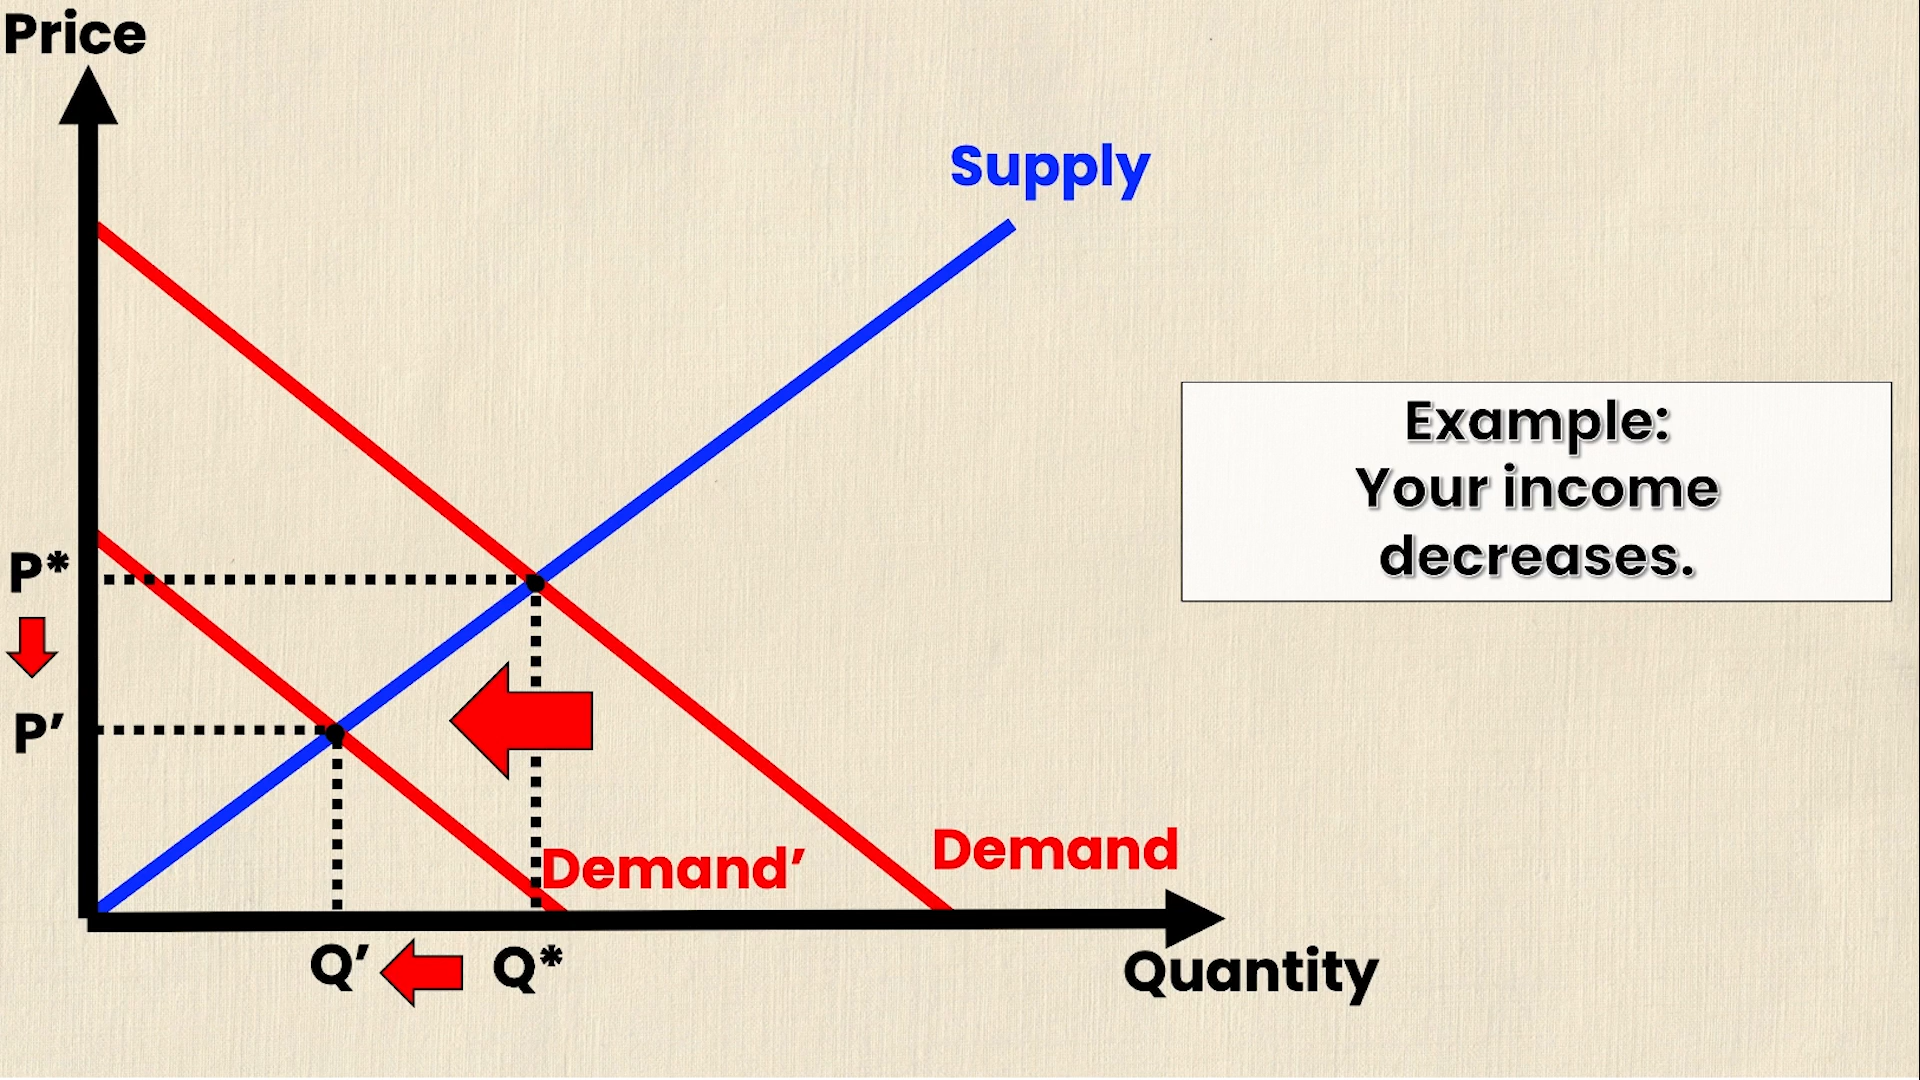 Price
Supply
Example:
Your income
decreases.
P*
P’
Demand’
Demand
Q’
Q*
Quantity